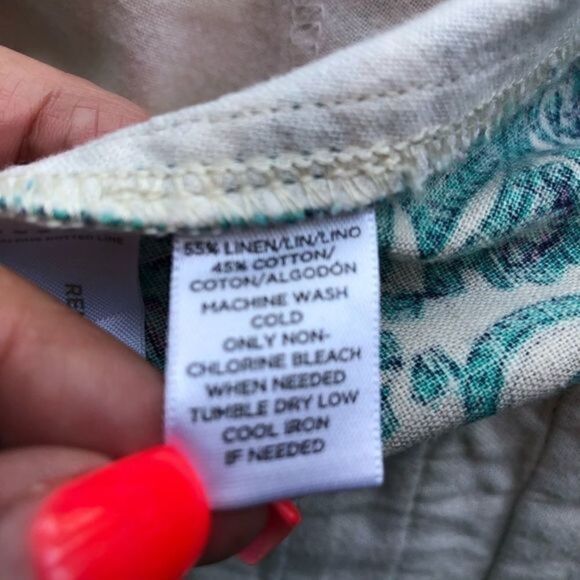 55% LINEN/LIN/LINO
45% COTTON/
COTON/ALGODÓN
MACHINE WASH
COLD
ONLY NON-
CHLORINE BLEACH
WHEN NEEDED
TUMBLE DRY LOW
COOL IRON
IF NEEDED